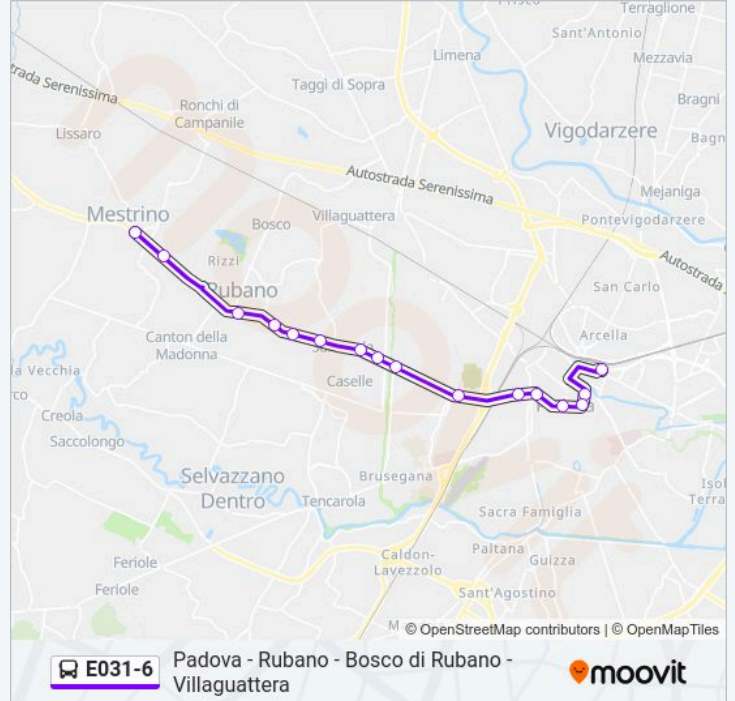 Terraglione
Sant'Antonio
Limena
Mezzavia
Taggì di Sopra
Strada Serenissima
Bragni
Ronchi di
Campanile
Lissaro
Vigodarzere
Bagn
Autostrada Serenissima
Mejaniga
Mestrino
Bosco
Villaguattera
Pontevigodarzere
Rizzi
Autostrada
San Carlo
Rubano
Arcella
Canton della
Madonna
la Vecchia
Caselle
rco
Creola
Saccolongo
Selvazzano
Dentro
Brusegana
Isol
Terra
Tencarola
Sacra Famiglia
Caldon-
Lavezzolo
Paltana
Guizza
Feriole
Feriole
Sant'Agostino
© OpenStreetMap contributors | © OpenMapTiles
E031-6
Padova - Rubano - Bosco di Rubano -
Villaguattera
moovit